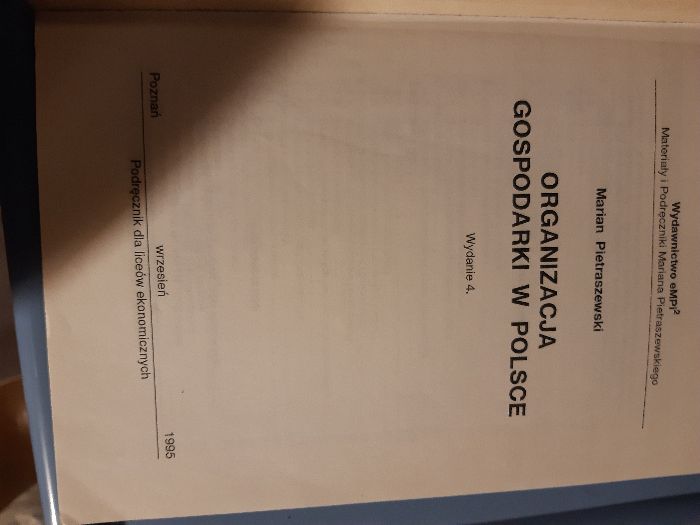 Wydawnictwo eMPi²
Materiały i Podręczniki Mariana Pietraszewskiego
Marian Pietraszewski
ORGANIZACJA
GOSPODARKI W POLSCE
Wydanie 4.
Poznań wrzesień 1995
Podręcznik dla liceów ekonomicznych